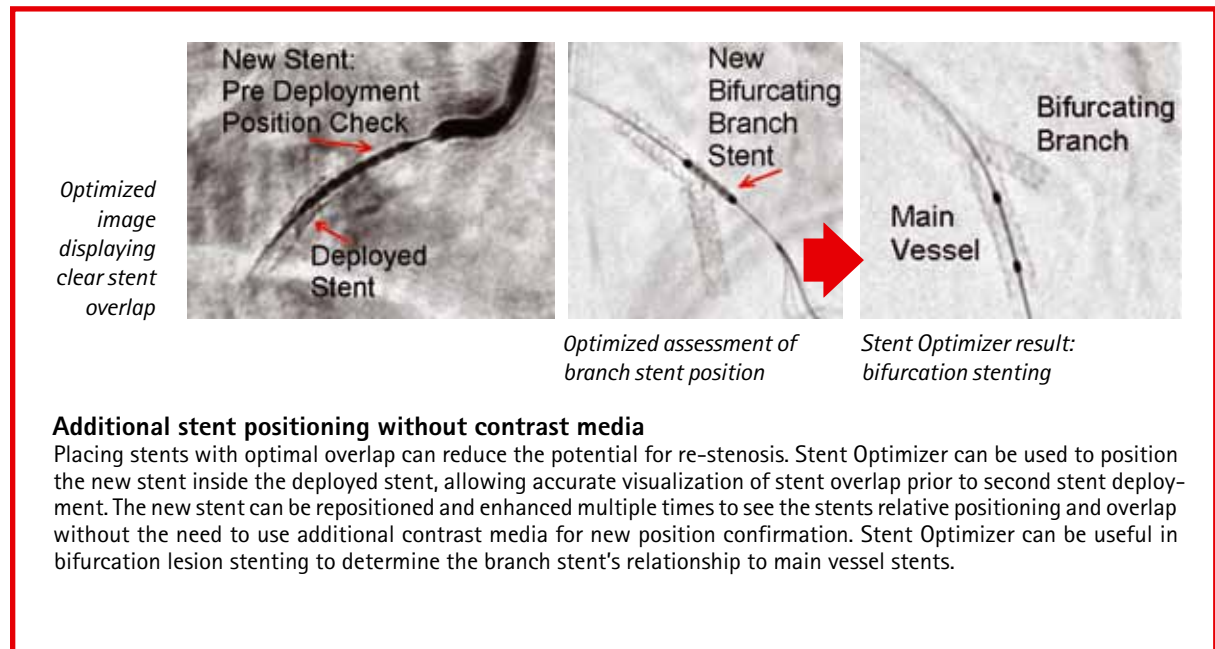 New Stent:
Pre Deployment
Position Check
Deployed
Stent
Optimized
image
displaying
clear stent
overlap
New
Bifurcating
Branch
Stent
Bifurcating
Branch
Main
Vessel
Optimized assessment of
branch stent position
Stent Optimizer result:
bifurcation stenting
Additional stent positioning without contrast media
Placing stents with optimal overlap can reduce the potential for re-stenosis. Stent Optimizer can be used to position
the new stent inside the deployed stent, allowing accurate visualization of stent overlap prior to second stent deploy-
ment. The new stent can be repositioned and enhanced multiple times to see the stents relative positioning and overlap
without the need to use additional contrast media for new position confirmation. Stent Optimizer can be useful in
bifurcation lesion stenting to determine the branch stent's relationship to main vessel stents.